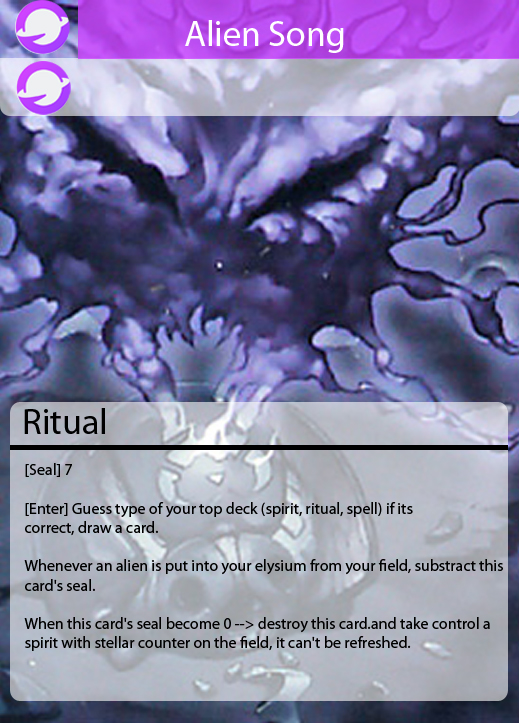 Alien Song
Ritual
[Seal] 7
[Enter] Guess type of your top deck (spirit, ritual, spell) if its
correct, draw a card.
Whenever an alien is put into your elysium from your field, substract this
card's seal.
When this card's seal become 0 --> destroy this card.and take control a
spirit with stellar counter on the field, it can't be refreshed.